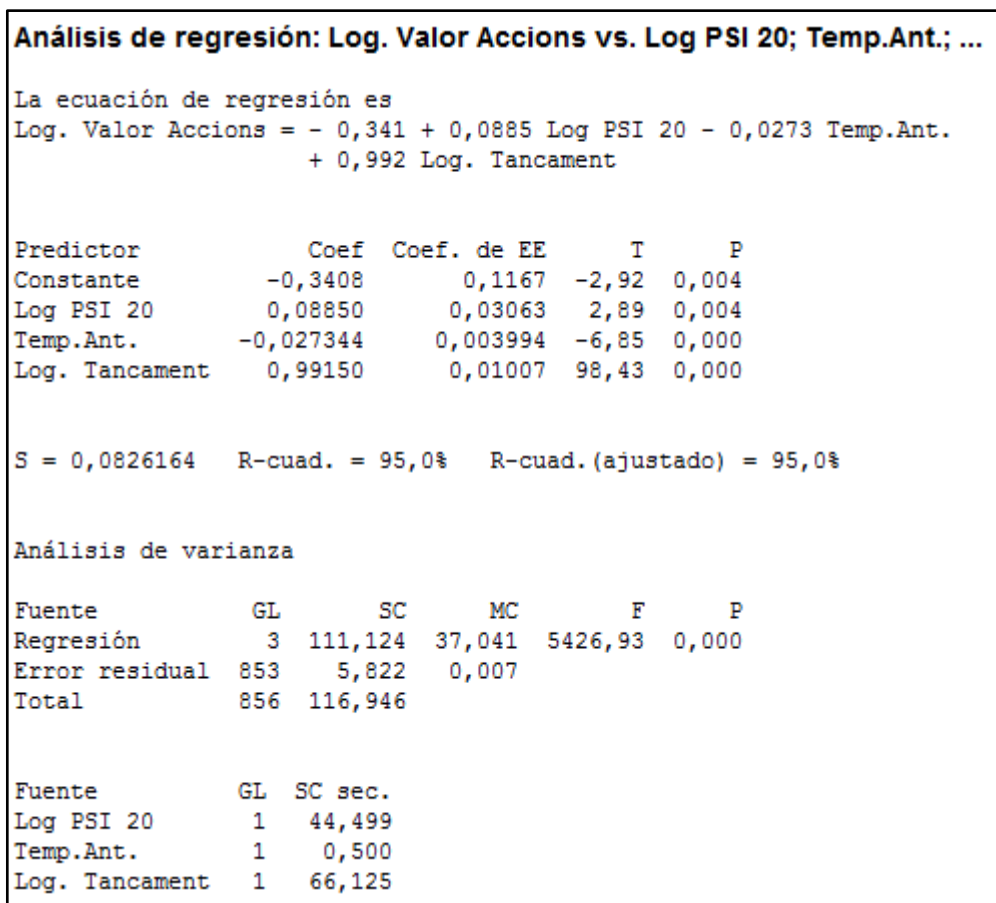 Análisis de regresión: Log. Valor Accions vs. Log PSI 20; Temp.Ant.; ...
La ecuación de regresión es
Log. Valor Accions = - 0,341 + 0,0885 Log PSI 20 - 0,0273 Temp.Ant.
+ 0,992 Log. Tancament
Predictor Coef Coef. de EE T P
Constante -0,3408 0,1167 -2,92 0,004
Log PSI 20 0,08850 0,03063 2,89 0,004
Temp.Ant. -0,027344 0,003994 -6,85 0,000
Log. Tancament 0,99150 0,01007 98,43 0,000
S = 0,0826164 R-cuad. = 95,0% R-cuad.(ajustado) = 95,0%
Análisis de varianza
Fuente GL SC MC F P
Regresión 3 111,124 37,041 5426,93 0,000
Error residual 853 5,822 0,007
Total 856 116,946
Fuente GL SC sec.
Log PSI 20 1 44,499
Temp.Ant. 1 0,500
Log. Tancament 1 66,125